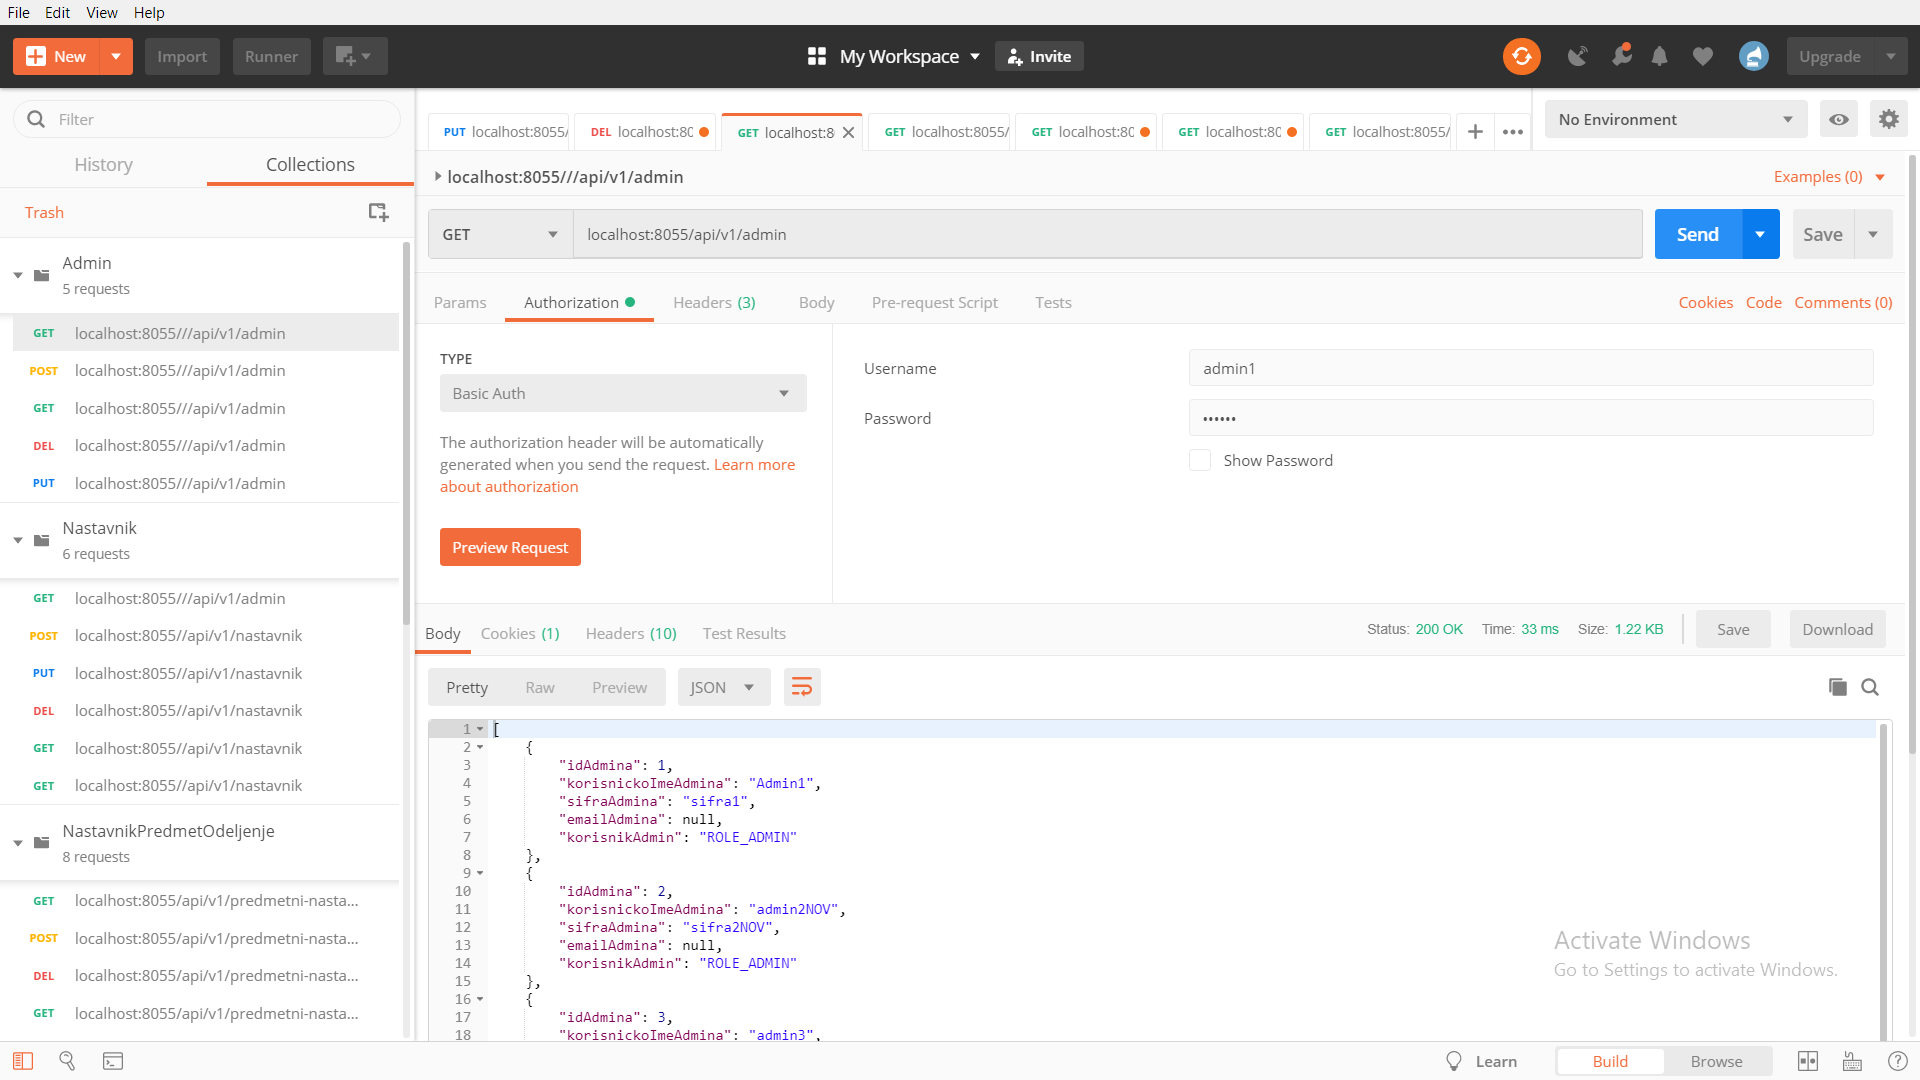 File Edit View Help
New Import Runner My Workspace Invite Upgrade
Filter
History Collections
Trash
Admin
5 requests
GET localhost:8055///api/v1/admin
POST localhost:8055///api/v1/admin
GET localhost:8055///api/v1/admin
DEL localhost:8055///api/v1/admin
PUT localhost:8055///api/v1/admin
Nastavnik
6 requests
GET localhost:8055///api/v1/admin
POST localhost:8055//api/v1/nastavnik
PUT localhost:8055//api/v1/nastavnik
DEL localhost:8055//api/v1/nastavnik
GET localhost:8055//api/v1/nastavnik
GET localhost:8055//api/v1/nastavnik
NastavnikPredmetOdeljenje
8 requests
GET localhost:8055/api/v1/predmetni-nasta...
POST localhost:8055/api/v1/predmetni-nasta...
DEL localhost:8055/api/v1/predmetni-nasta...
GET localhost:8055/api/v1/predmetni-nasta...
PUT localhost:8055/ DEL localhost:80 GET localhost:8 GET localhost:8055/ GET localhost:80 GET localhost:80 GET localhost:8055/ No Environment
localhost:8055///api/v1/admin Examples (0)
GET localhost:8055/api/v1/admin Send Save
Params Authorization Headers (3) Body Pre-request Script Tests Cookies Code Comments (0)
TYPE
Basic Auth
The authorization header will be automatically
generated when you send the request. Learn more
about authorization
Preview Request
Username admin1
Password ••••••
Show Password
Body Cookies (1) Headers (10) Test Results Status: 200 OK Time: 33 ms Size: 1.22 KB Save Download
Pretty Raw Preview JSON
1 [
2 {
3 "idAdmina": 1,
4 "korisnickoImeAdmina": "Admin1",
5 "sifraAdmina": "sifra1",
6 "emailAdmina": null,
7 "korisnikAdmin": "ROLE_ADMIN"
8 },
9 {
10 "idAdmina": 2,
11 "korisnickoImeAdmina": "admin2NOV",
12 "sifraAdmina": "sifra2NOV",
13 "emailAdmina": null,
14 "korisnikAdmin": "ROLE_ADMIN"
15 },
16 {
17 "idAdmina": 3,
18 "korisnickoImeAdmina": "admin3",
Activate Windows
Go to Settings to activate Windows.
Learn Build Browse